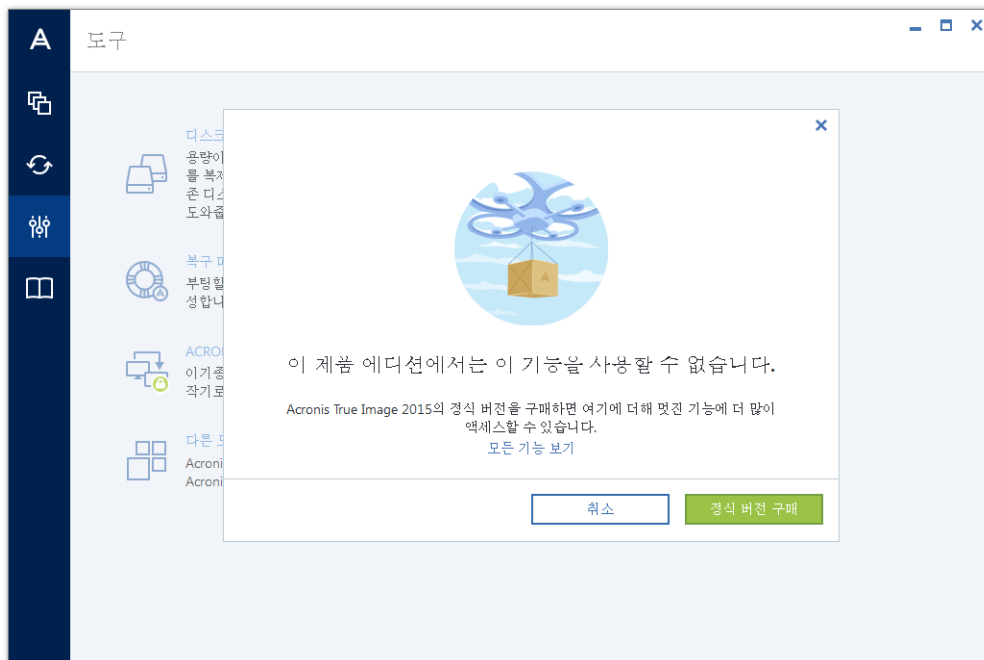 도구
디스크
용량이
를 복제
존 디스
도와줍
복구 미
부팅할
성합니
ACRO
이기종
작기로
다른 도
Acroni
Acroni
이 제품 에디션에서는 이 기능을 사용할 수 없습니다.
Acronis True Image 2015의 정식 버전을 구매하면 여기에 더해 멋진 기능에 더 많이
액세스할 수 있습니다.
모든 기능 보기
취소
정식 버전 구매